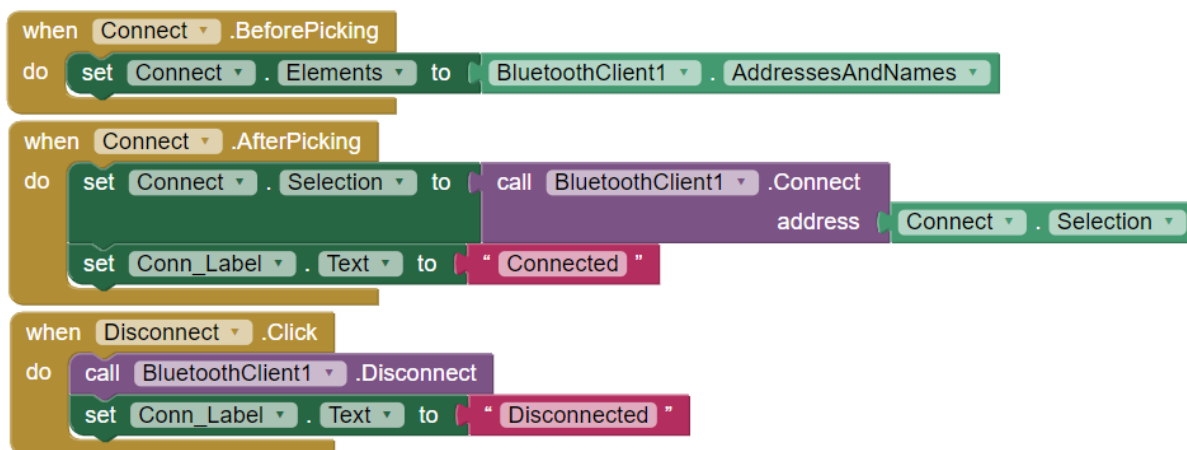 when Connect .BeforePicking
do set Connect . Elements to BluetoothClient1 . AddressesAndNames
when Connect .AfterPicking
do set Connect . Selection to call BluetoothClient1 .Connect
address Connect . Selection
set Conn_Label . Text to " Connected "
when Disconnect .Click
do call BluetoothClient1 .Disconnect
set Conn_Label . Text to " Disconnected "